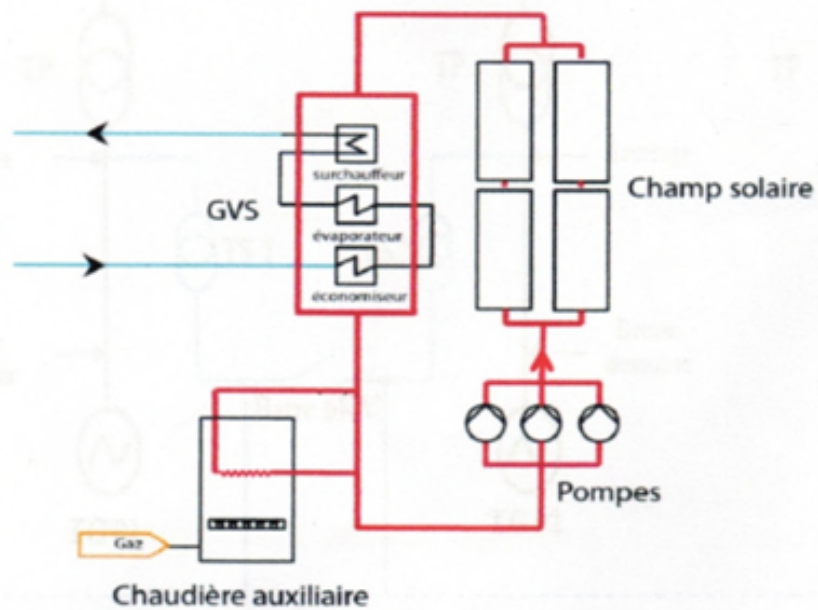 surchauffeur
GVS
évaporateur
économiseur
Champ solaire
Pompes
Gaz
Chaudière auxiliaire